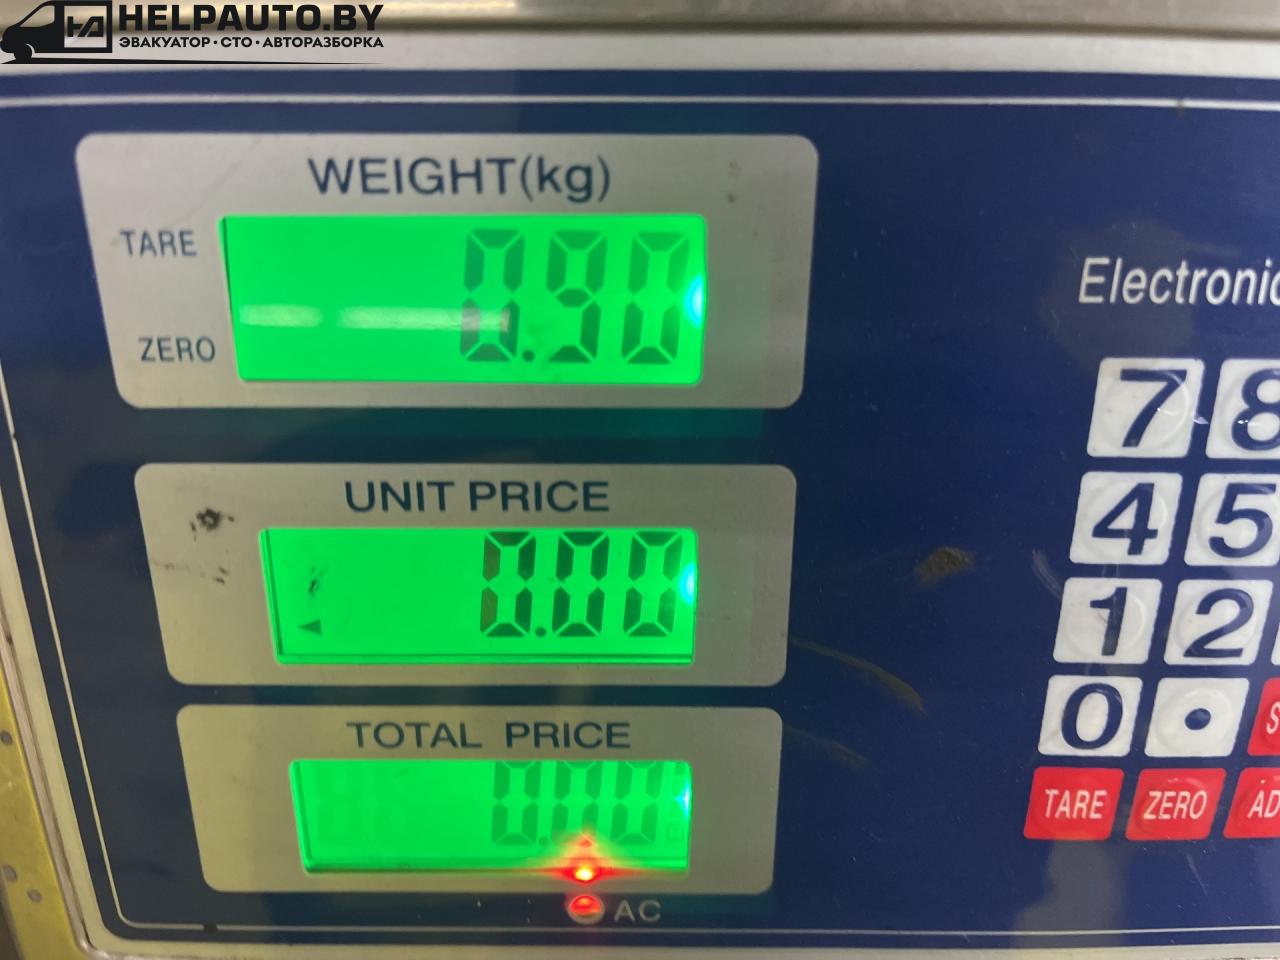 HELPAUTO.BY
ЭВАКУАТОР·СТО·АВТОРАЗБОРКА
WEIGHT(kg)
TARE
0.90
ZERO
UNIT PRICE
0.00
TOTAL PRICE
0.00
AC
Electronic
7 8
4 5
1 2
0 .
TARE ZERO AD